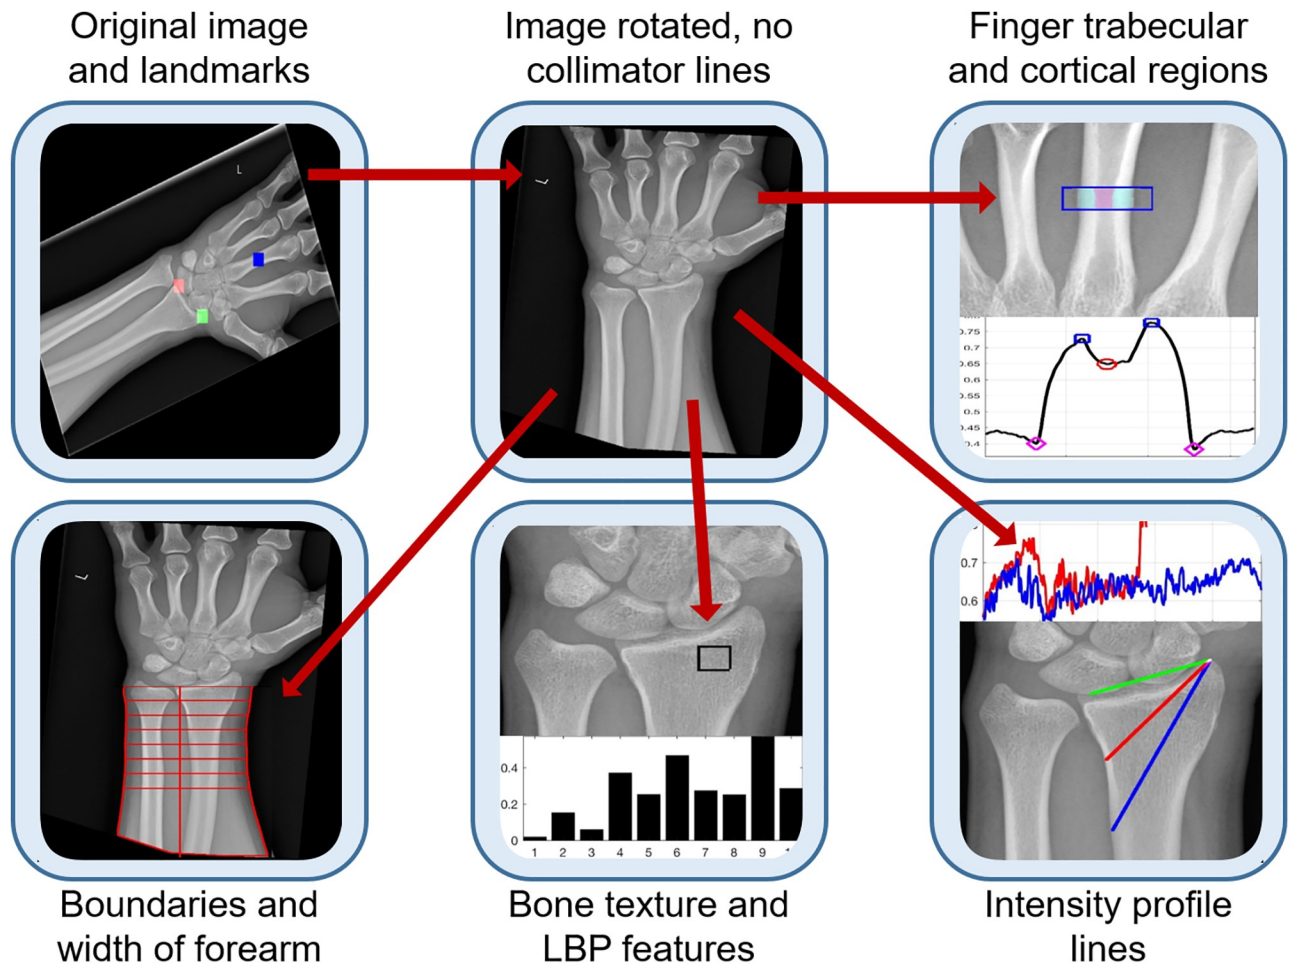 Original image
and landmarks
Image rotated, no
collimator lines
Finger trabecular
and cortical regions
L
L
0.75
0.7
0.65
0.6
0.55
0.5
0.45
0.4
L
0.4
0.2
0
1 2 3 4 5 6 7 8 9 1
0.7
0.6
Boundaries and
width of forearm
Bone texture and
LBP features
Intensity profile
lines